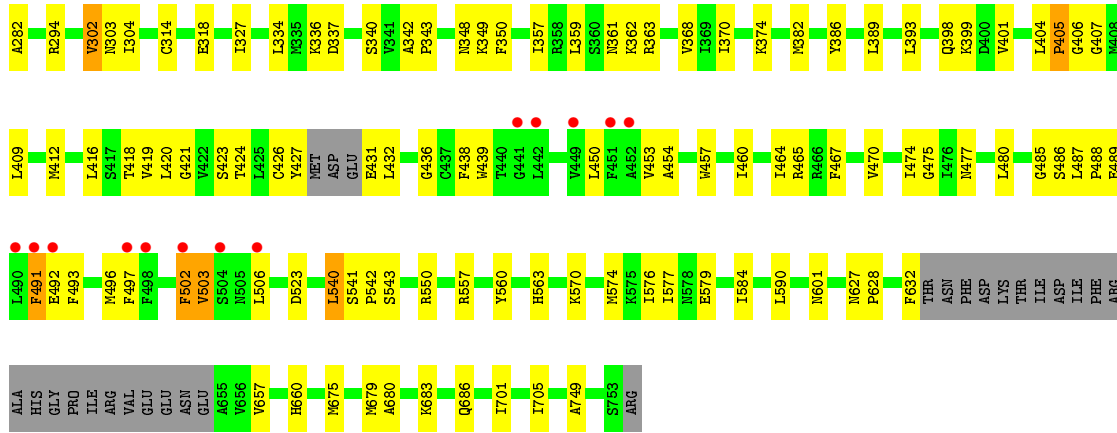 A282 R294 V302 N303 I304 C314 E318 I327 L334 M335 K336 D337 S340 V341 A342 P343 N348 K349 F350 I357 R358 L359 S360 N361 K362 R363 V368 I369 I370 K374 M382 Y386 L389 L393 Q398 K399 D400 V401 L404 P405 G406 G407 M408
L409 M412 L416 S417 T418 V419 L420 G421 V422 S423 T424 L425 C426 Y427 MET ASP GLU E431 L432 G436 C437 F438 W439 T440 G441 L442 V449 L450 F451 A452 V453 A454 W457 I460 I464 R465 R466 F467 V470 I474 G475 I476 N477 L480 G485 S486 L487 P488 F489
L490 F491 E492 F493 M496 F497 F498 F502 V503 S504 N505 L506 D523 L540 S541 P542 S543 R550 R557 Y560 H563 K570 M574 K575 I576 I577 N578 E579 I584 L590 N601 N627 P628 F632 THR ASN PHE ASP LYS THR ILE ASP ILE PHE ARG
ALA HIS GLY PRO ILE ARG VAL GLU GLU ASN GLU A655 V656 V657 H660 M675 M679 A680 K683 Q686 I701 I705 A749 S753 ARG